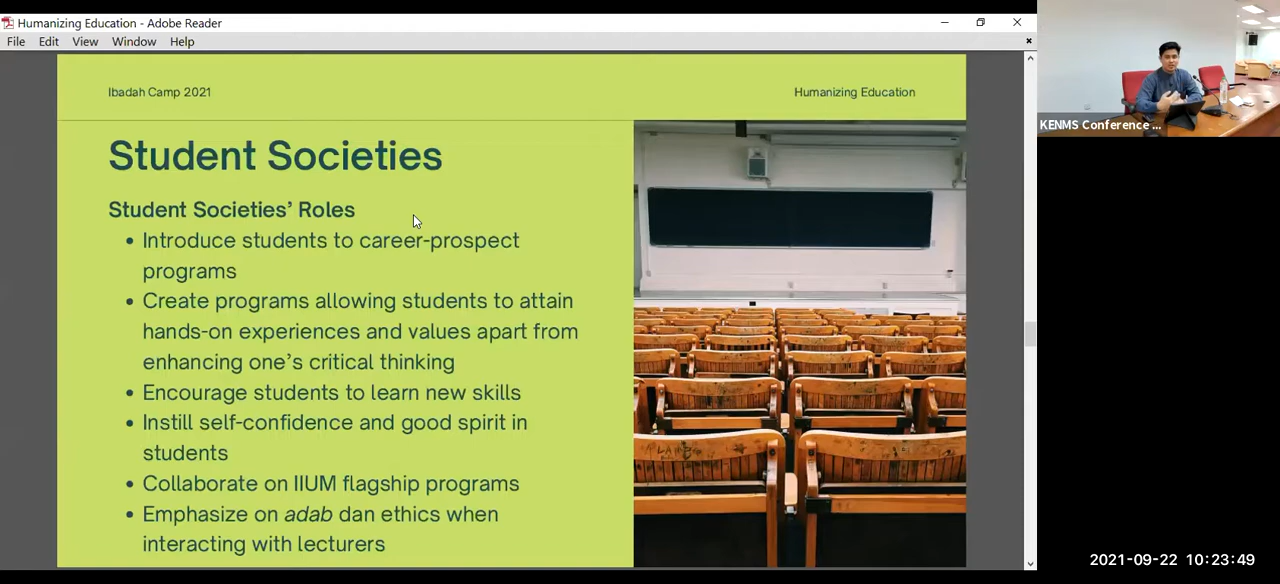 Humanizing Education - Adobe Reader
File Edit View Window Help
Ibadah Camp 2021
Humanizing Education
Student Societies
Student Societies’ Roles
• Introduce students to career-prospect
programs
• Create programs allowing students to attain
hands-on experiences and values apart from
enhancing one’s critical thinking
• Encourage students to learn new skills
• Instill self-confidence and good spirit in
students
• Collaborate on IIUM flagship programs
• Emphasize on adab dan ethics when
interacting with lecturers
KENMS Conference ...
2021-09-22 10:23:49